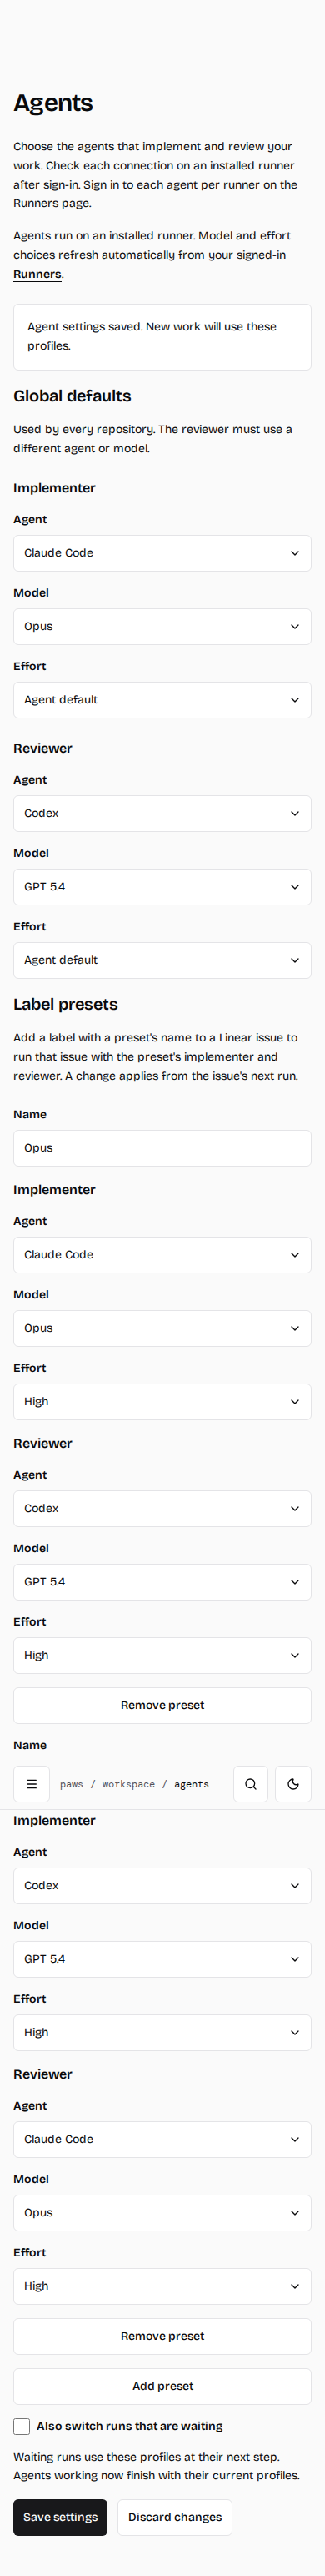 Agents
Choose the agents that implement and review your
work. Check each connection on an installed runner
after sign-in. Sign in to each agent per runner on the
Runners page.
Agents run on an installed runner. Model and effort
choices refresh automatically from your signed-in
Runners.
Agent settings saved. New work will use these
profiles.
Global defaults
Used by every repository. The reviewer must use a
different agent or model.
Implementer
Agent
Claude Code
Model
Opus
Effort
Agent default
Reviewer
Agent
Codex
Model
GPT 5.4
Effort
Agent default
Label presets
Add a label with a preset's name to a Linear issue to
run that issue with the preset's implementer and
reviewer. A change applies from the issue's next run.
Name
Opus
Implementer
Agent
Claude Code
Model
Opus
Effort
High
Reviewer
Agent
Codex
Model
GPT 5.4
Effort
High
Remove preset
Name
paws / workspace / agents
Implementer
Agent
Codex
Model
GPT 5.4
Effort
High
Reviewer
Agent
Claude Code
Model
Opus
Effort
High
Remove preset
Add preset
Also switch runs that are waiting
Waiting runs use these profiles at their next step.
Agents working now finish with their current profiles.
Save settings
Discard changes